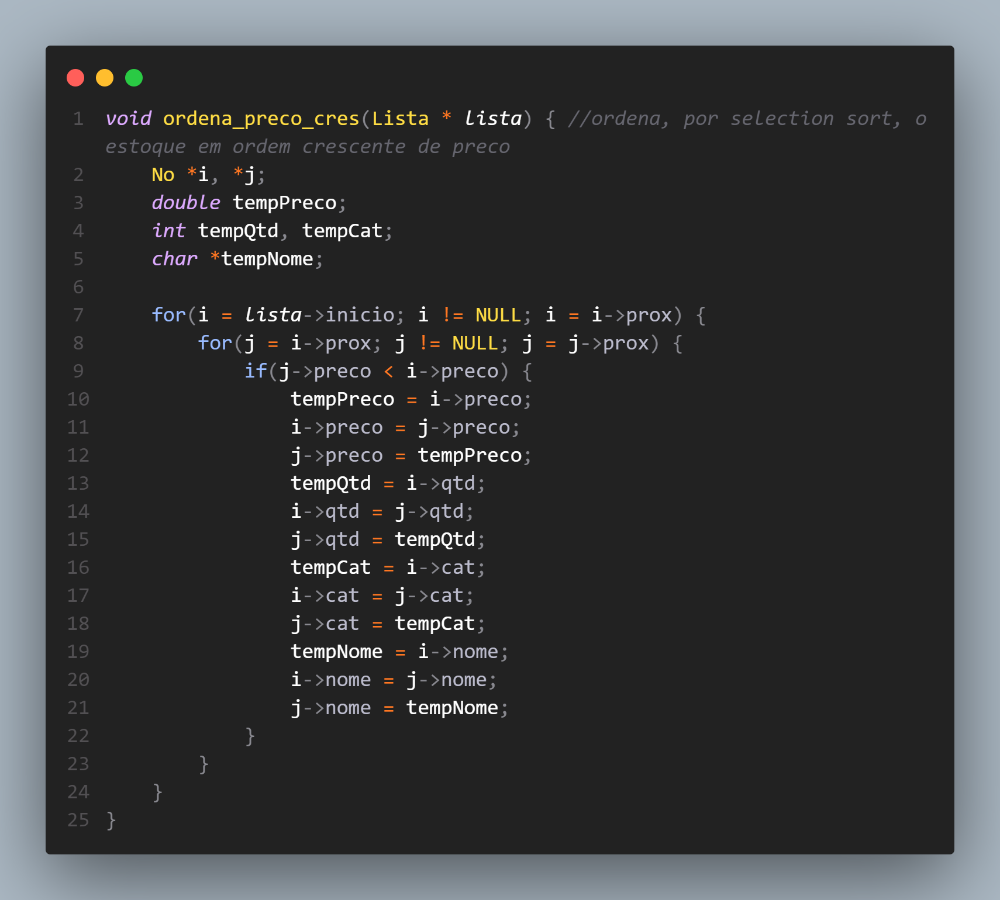 1 void ordena_preco_cres(Lista * lista) { //ordena, por selection sort, o
estoque em ordem crescente de preco
2     No *i, *j;
3     double tempPreco;
4     int tempQtd, tempCat;
5     char *tempNome;
6
7     for(i = lista->inicio; i != NULL; i = i->prox) {
8         for(j = i->prox; j != NULL; j = j->prox) {
9             if(j->preco < i->preco) {
10                 tempPreco = i->preco;
11                 i->preco = j->preco;
12                 j->preco = tempPreco;
13                 tempQtd = i->qtd;
14                 i->qtd = j->qtd;
15                 j->qtd = tempQtd;
16                 tempCat = i->cat;
17                 i->cat = j->cat;
18                 j->cat = tempCat;
19                 tempNome = i->nome;
20                 i->nome = j->nome;
21                 j->nome = tempNome;
22             }
23         }
24     }
25 }